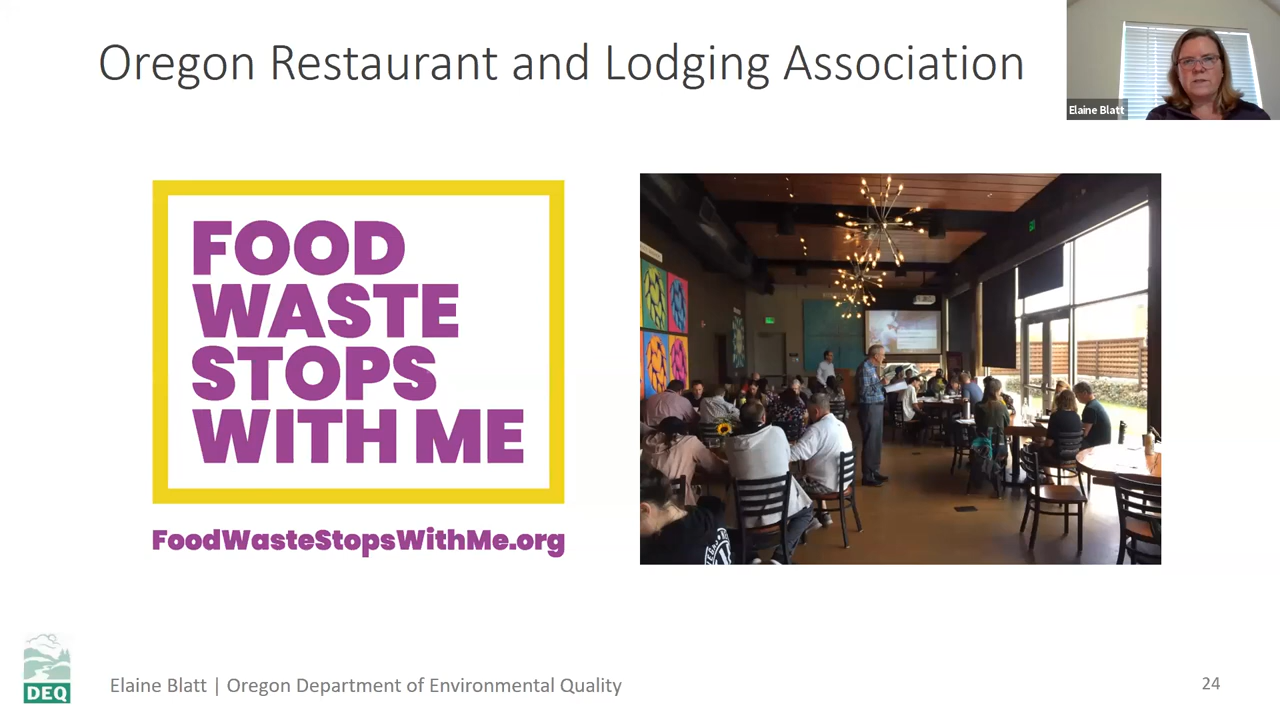 Oregon Restaurant and Lodging Association
Elaine Blatt
FOOD
WASTE
STOPS
WITH ME
FoodWasteStopsWithMe.org
DEQ
Elaine Blatt | Oregon Department of Environmental Quality
24